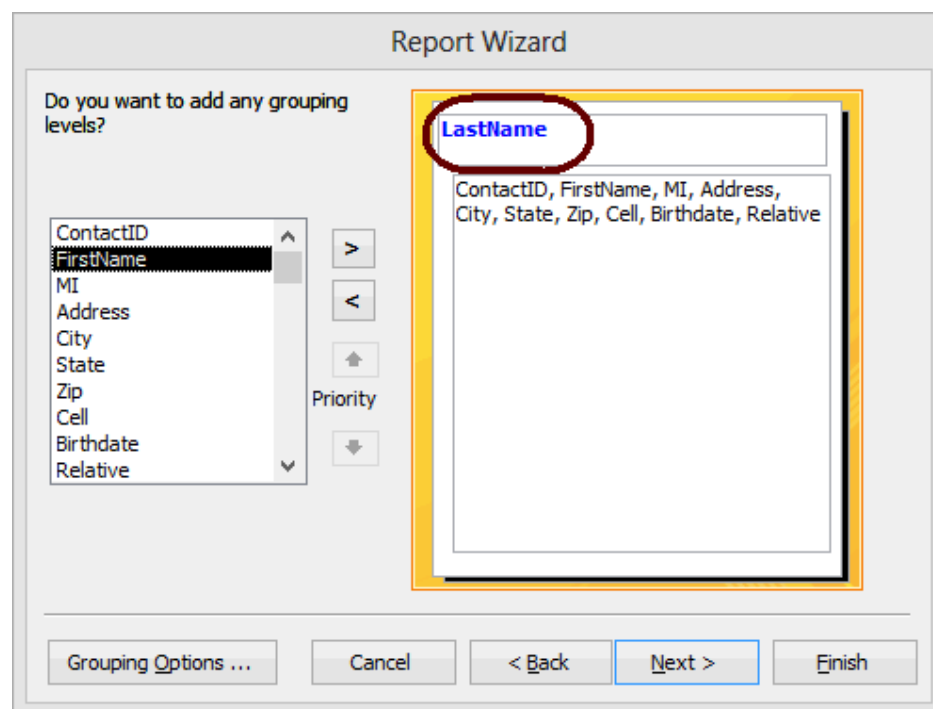 Report Wizard
Do you want to add any grouping
levels?
ContactID
FirstName
MI
Address
City
State
Zip
Cell
Birthdate
Relative
>
<
Priority
LastName
ContactID, FirstName, MI, Address,
City, State, Zip, Cell, Birthdate, Relative
Grouping Options ...
Cancel
< Back
Next >
Finish